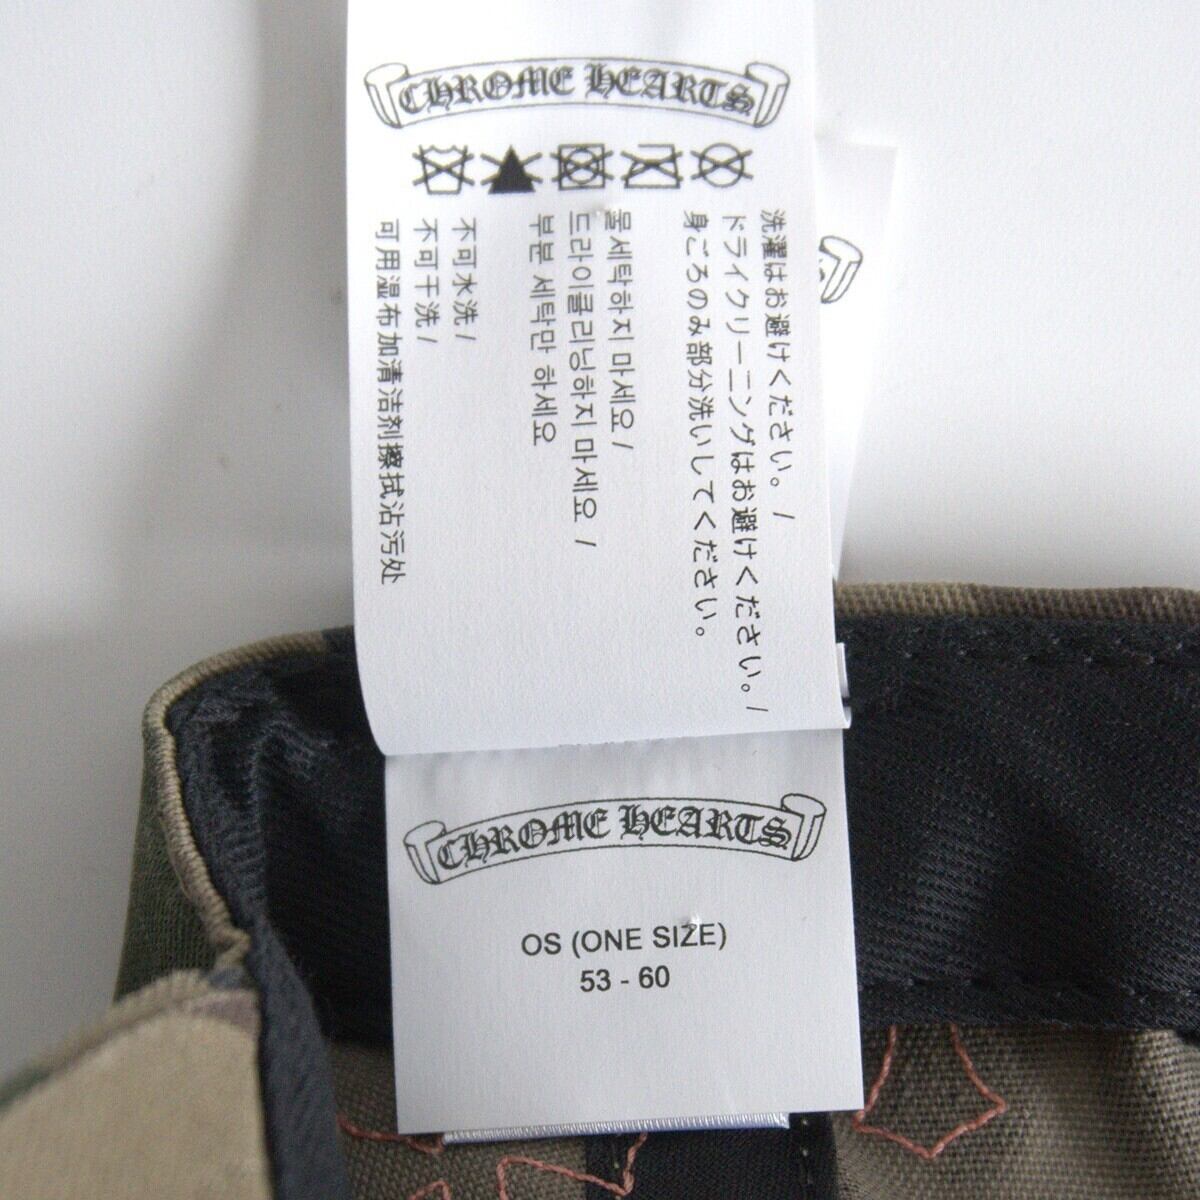 CHROME HEARTS
洗濯はお避けください。 /
ドライクリーニングはお避けください。 /
身ごろのみ部分洗いしてください。
물세탁하지 마세요 /
드라이클리닝하지 마세요 /
부분 세탁만 하세요
不可水洗 /
不可干洗 /
可用湿布加清洁剂擦拭沾污处
CHROME HEARTS
OS (ONE SIZE)
53 - 60